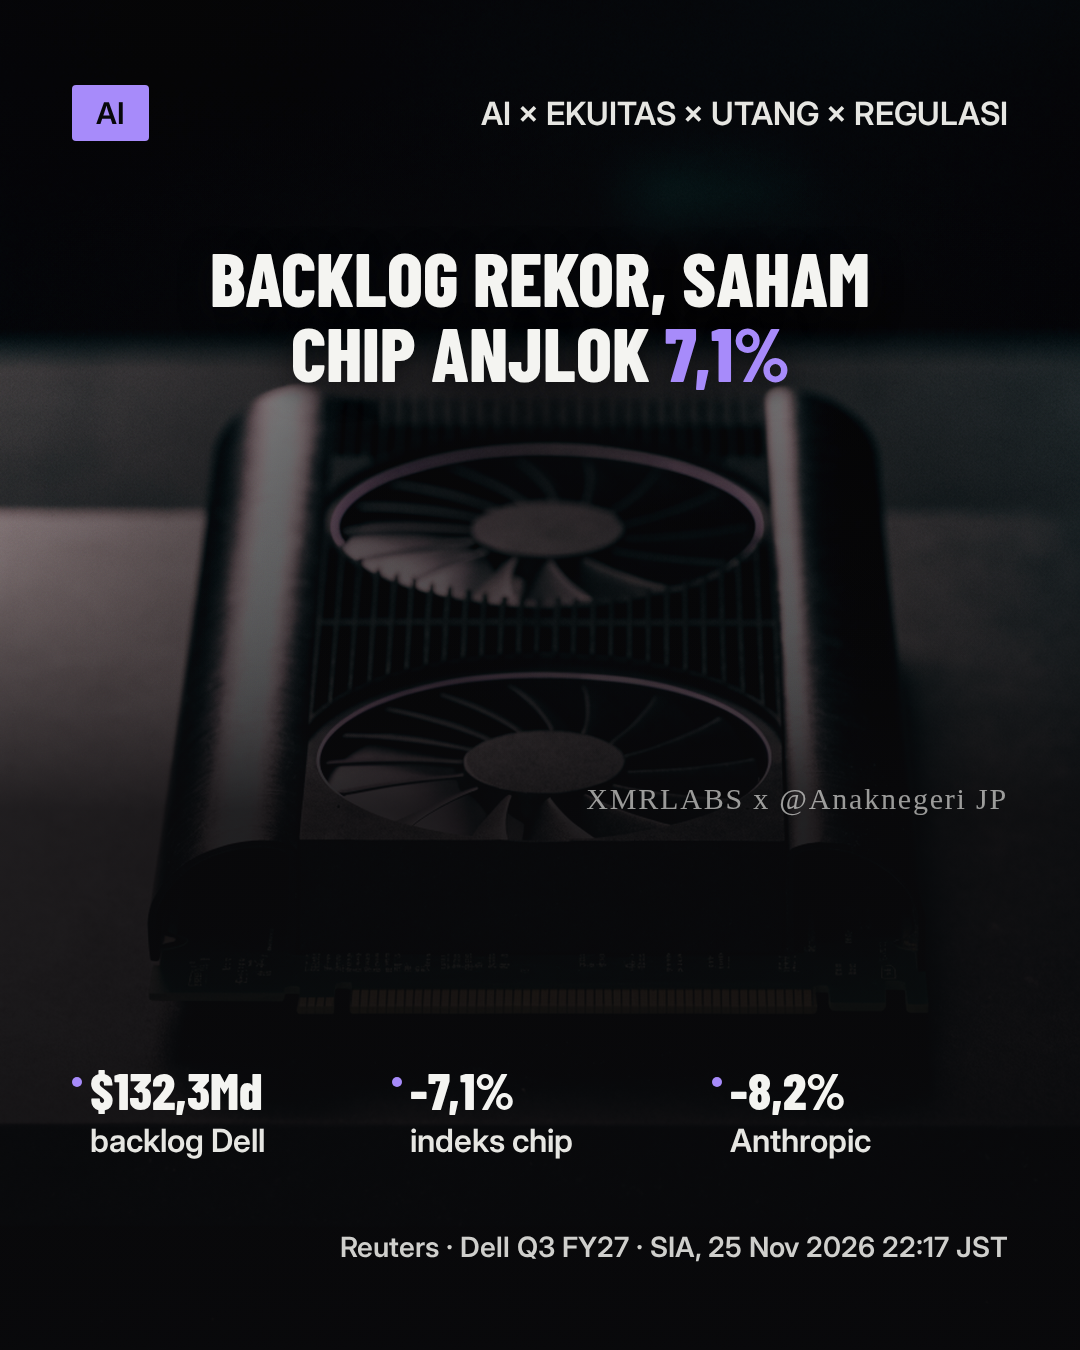 AI
AI × EKUITAS × UTANG × REGULASI
BACKLOG REKOR, SAHAM
CHIP ANJLOK 7,1%
XMRLABS x @Anaknegeri JP
$132,3Md
backlog Dell
-7,1%
indeks chip
-8,2%
Anthropic
Reuters · Dell Q3 FY27 · SIA, 25 Nov 2026 22:17 JST